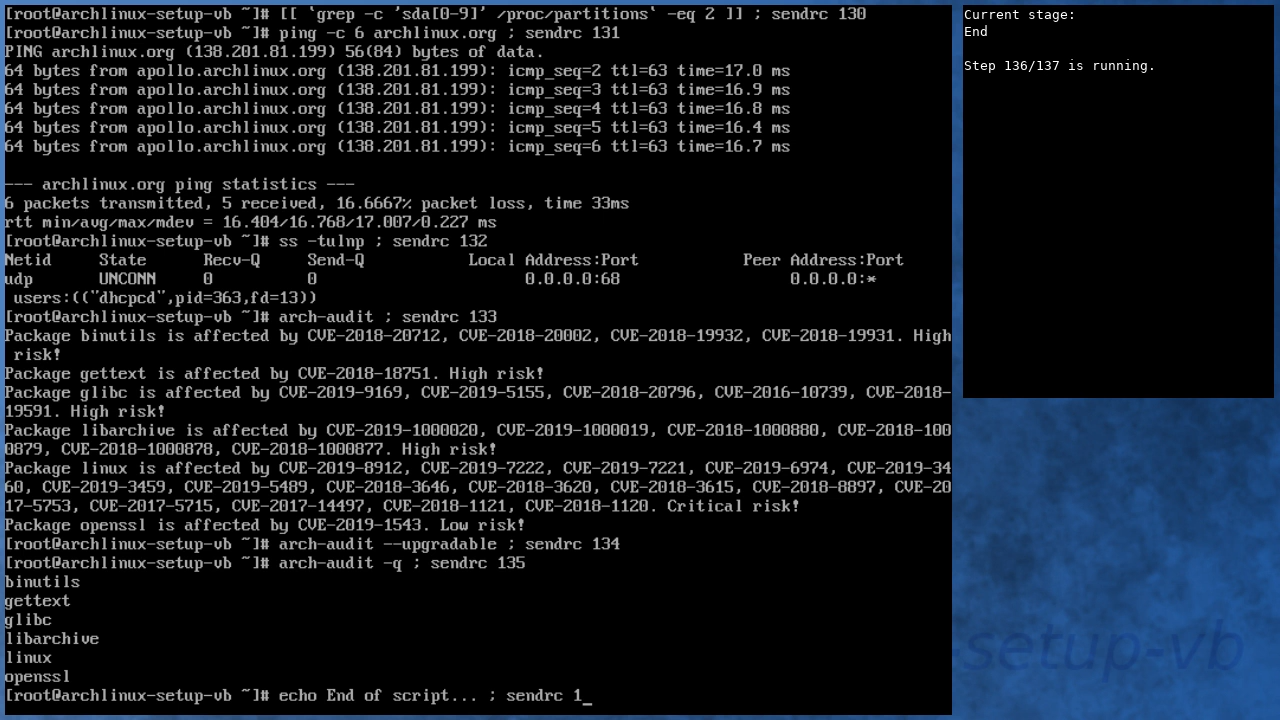 [root@archlinux-setup-vb ~]# [[ `grep -c 'sda[0-9]' /proc/partitions` -eq 2 ]] ; sendrc 130
[root@archlinux-setup-vb ~]# ping -c 6 archlinux.org ; sendrc 131
PING archlinux.org (138.201.81.199) 56(84) bytes of data.
64 bytes from apollo.archlinux.org (138.201.81.199): icmp_seq=2 ttl=63 time=17.0 ms
64 bytes from apollo.archlinux.org (138.201.81.199): icmp_seq=3 ttl=63 time=16.9 ms
64 bytes from apollo.archlinux.org (138.201.81.199): icmp_seq=4 ttl=63 time=16.8 ms
64 bytes from apollo.archlinux.org (138.201.81.199): icmp_seq=5 ttl=63 time=16.4 ms
64 bytes from apollo.archlinux.org (138.201.81.199): icmp_seq=6 ttl=63 time=16.7 ms
--- archlinux.org ping statistics ---
6 packets transmitted, 5 received, 16.6667% packet loss, time 33ms
rtt min/avg/max/mdev = 16.404/16.768/17.007/0.227 ms
[root@archlinux-setup-vb ~]# ss -tulnp ; sendrc 132
Netid State Recv-Q Send-Q Local Address:Port Peer Address:Port
udp UNCONN 0 0 0.0.0.0:68 0.0.0.0:*
users:(("dhcpcd",pid=363,fd=13))
[root@archlinux-setup-vb ~]# arch-audit ; sendrc 133
Package binutils is affected by CVE-2018-20712, CVE-2018-20002, CVE-2018-19932, CVE-2018-19931. High
risk!
Package gettext is affected by CVE-2018-18751. High risk!
Package glibc is affected by CVE-2019-9169, CVE-2019-5155, CVE-2018-20796, CVE-2016-10739, CVE-2018-
19591. High risk!
Package libarchive is affected by CVE-2019-1000020, CVE-2019-1000019, CVE-2018-1000880, CVE-2018-100
0879, CVE-2018-1000878, CVE-2018-1000877. High risk!
Package linux is affected by CVE-2019-8912, CVE-2019-7222, CVE-2019-7221, CVE-2019-6974, CVE-2019-34
60, CVE-2019-3459, CVE-2019-5489, CVE-2018-3646, CVE-2018-3620, CVE-2018-3615, CVE-2018-8897, CVE-20
17-5753, CVE-2017-5715, CVE-2017-14497, CVE-2018-1121, CVE-2018-1120. Critical risk!
Package openssl is affected by CVE-2019-1543. Low risk!
[root@archlinux-setup-vb ~]# arch-audit --upgradable ; sendrc 134
[root@archlinux-setup-vb ~]# arch-audit -q ; sendrc 135
binutils
gettext
glibc
libarchive
linux
openssl
[root@archlinux-setup-vb ~]# echo End of script... ; sendrc 1_
Current stage:
End
Step 136/137 is running.
-setup-vb